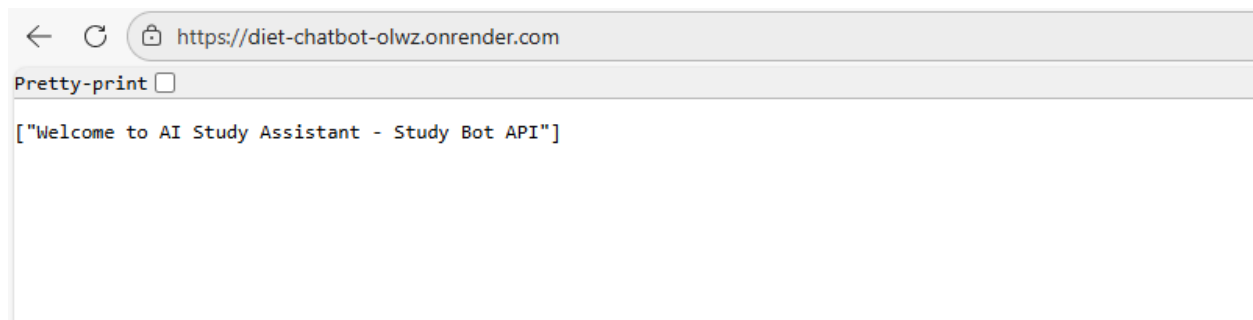 https://diet-chatbot-olwz.onrender.com
Pretty-print
["Welcome to AI Study Assistant - Study Bot API"]